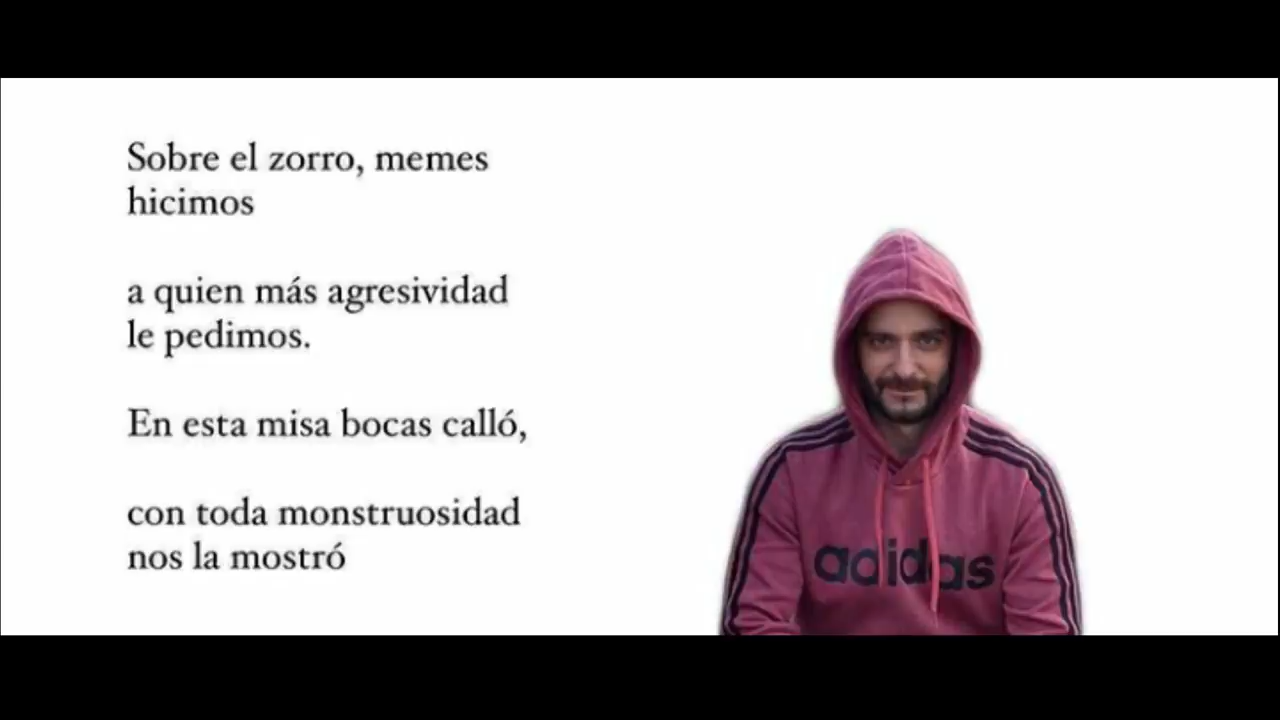 Sobre el zorro, memes
hicimos
a quien más agresividad
le pedimos.
En esta misa bocas calló,
con toda monstruosidad
nos la mostró
adidas